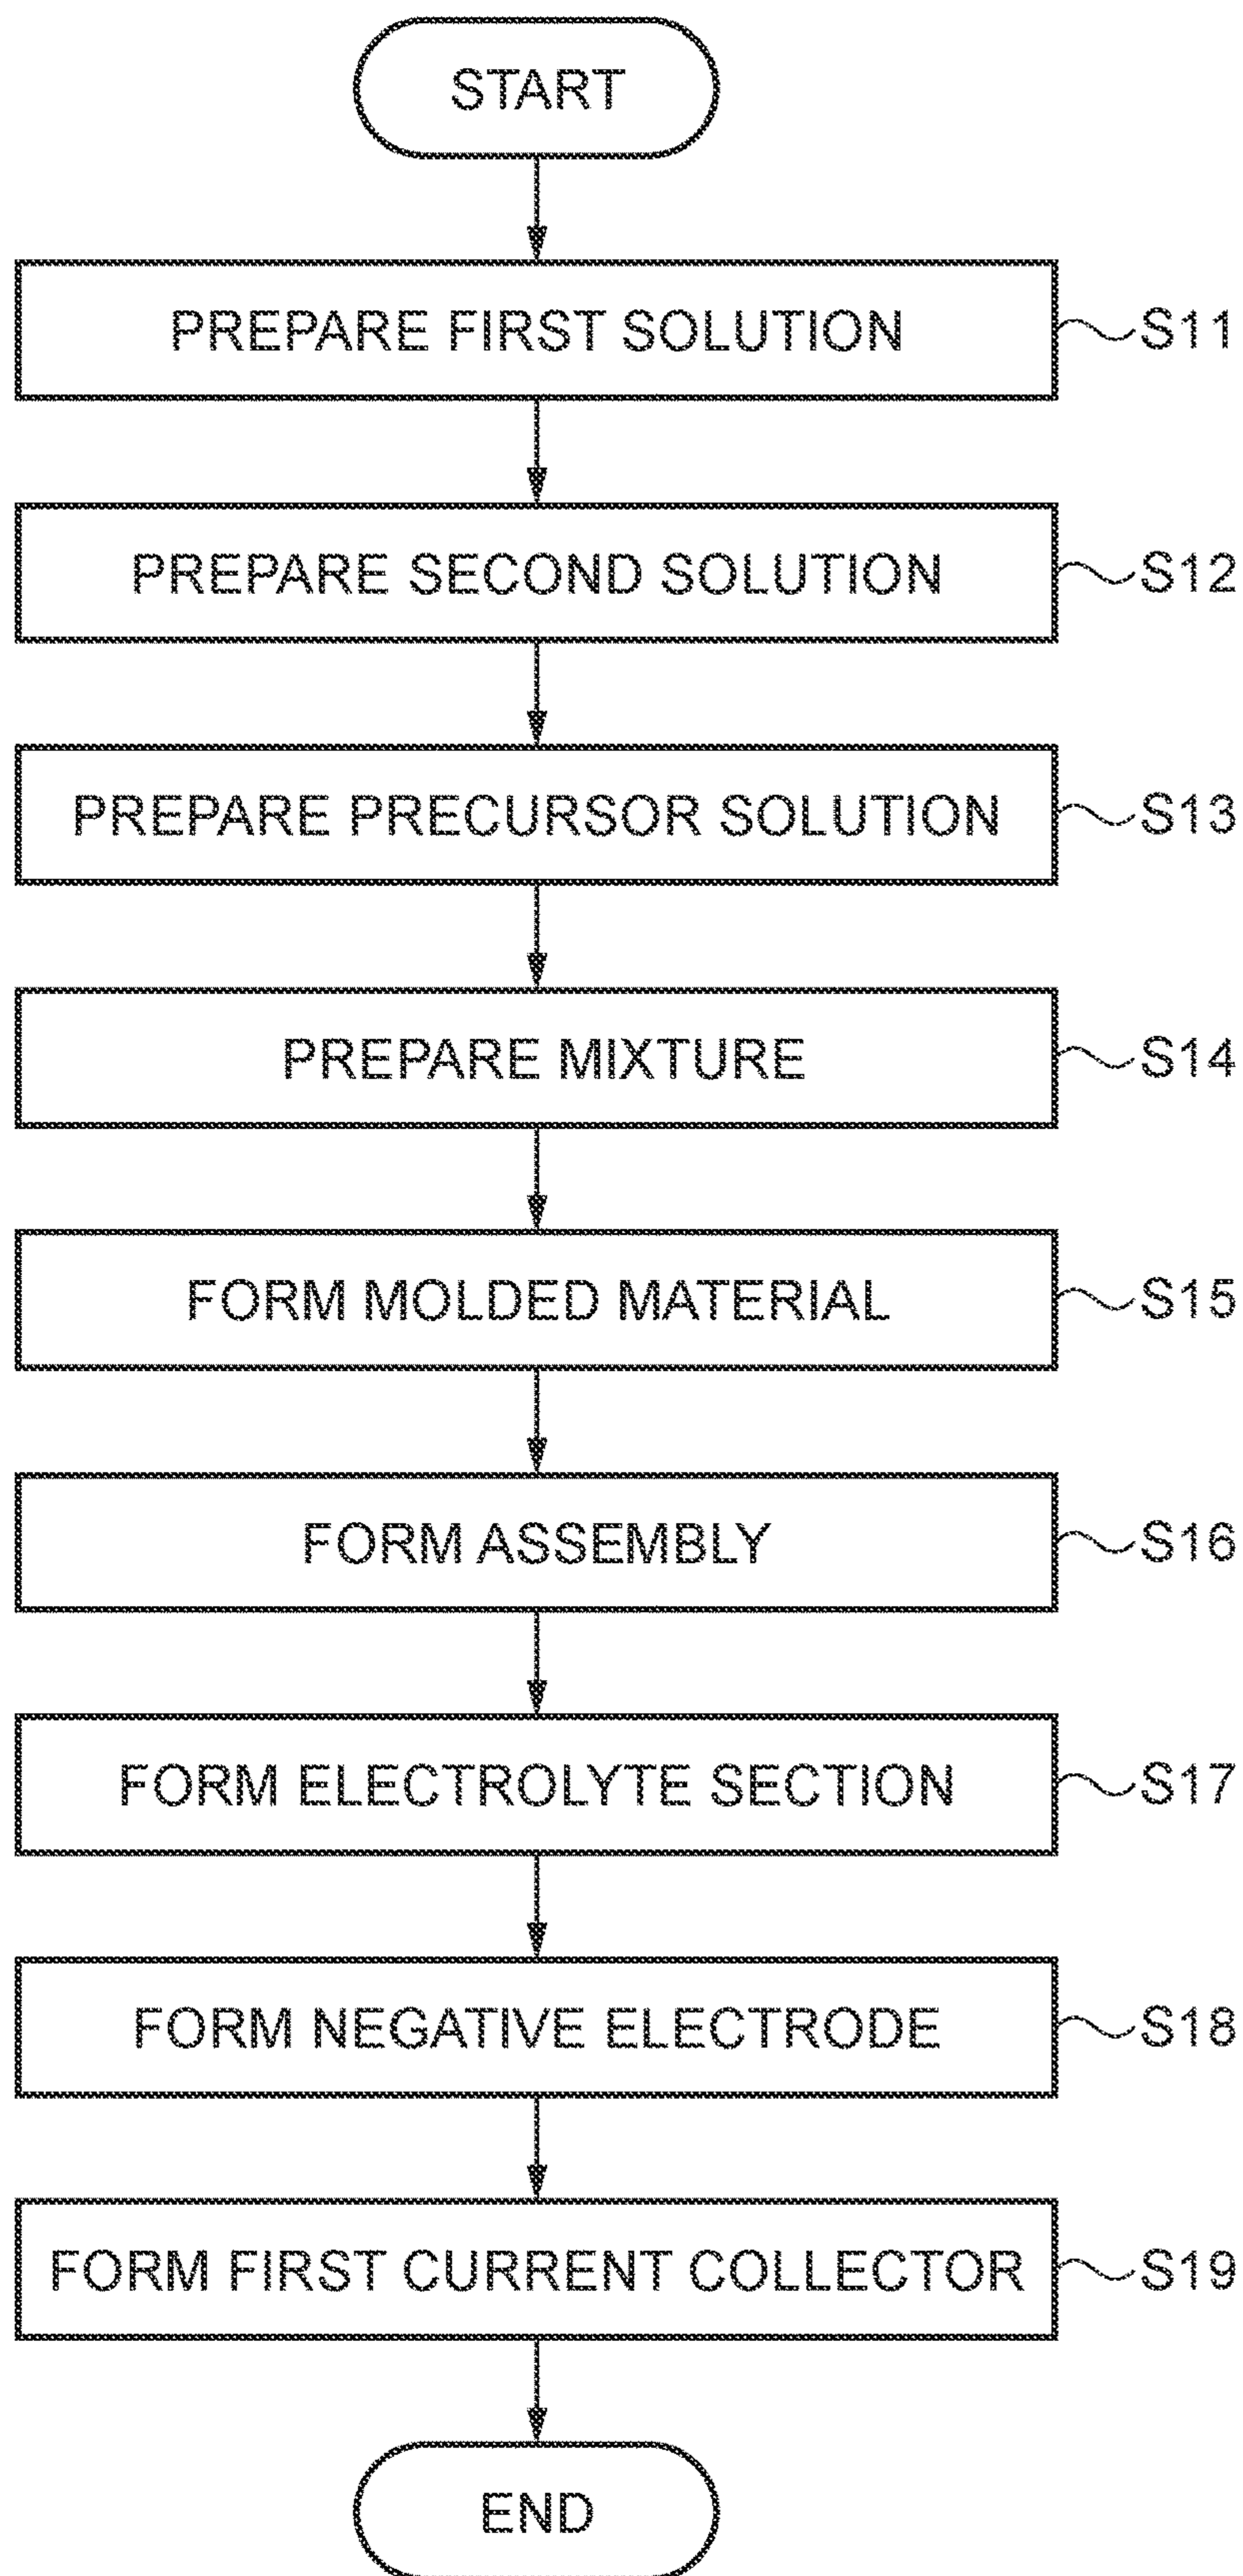 START
PREPARE FIRST SOLUTION S11
PREPARE SECOND SOLUTION S12
PREPARE PRECURSOR SOLUTION S13
PREPARE MIXTURE S14
FORM MOLDED MATERIAL S15
FORM ASSEMBLY S16
FORM ELECTROLYTE SECTION S17
FORM NEGATIVE ELECTRODE S18
FORM FIRST CURRENT COLLECTOR S19
END